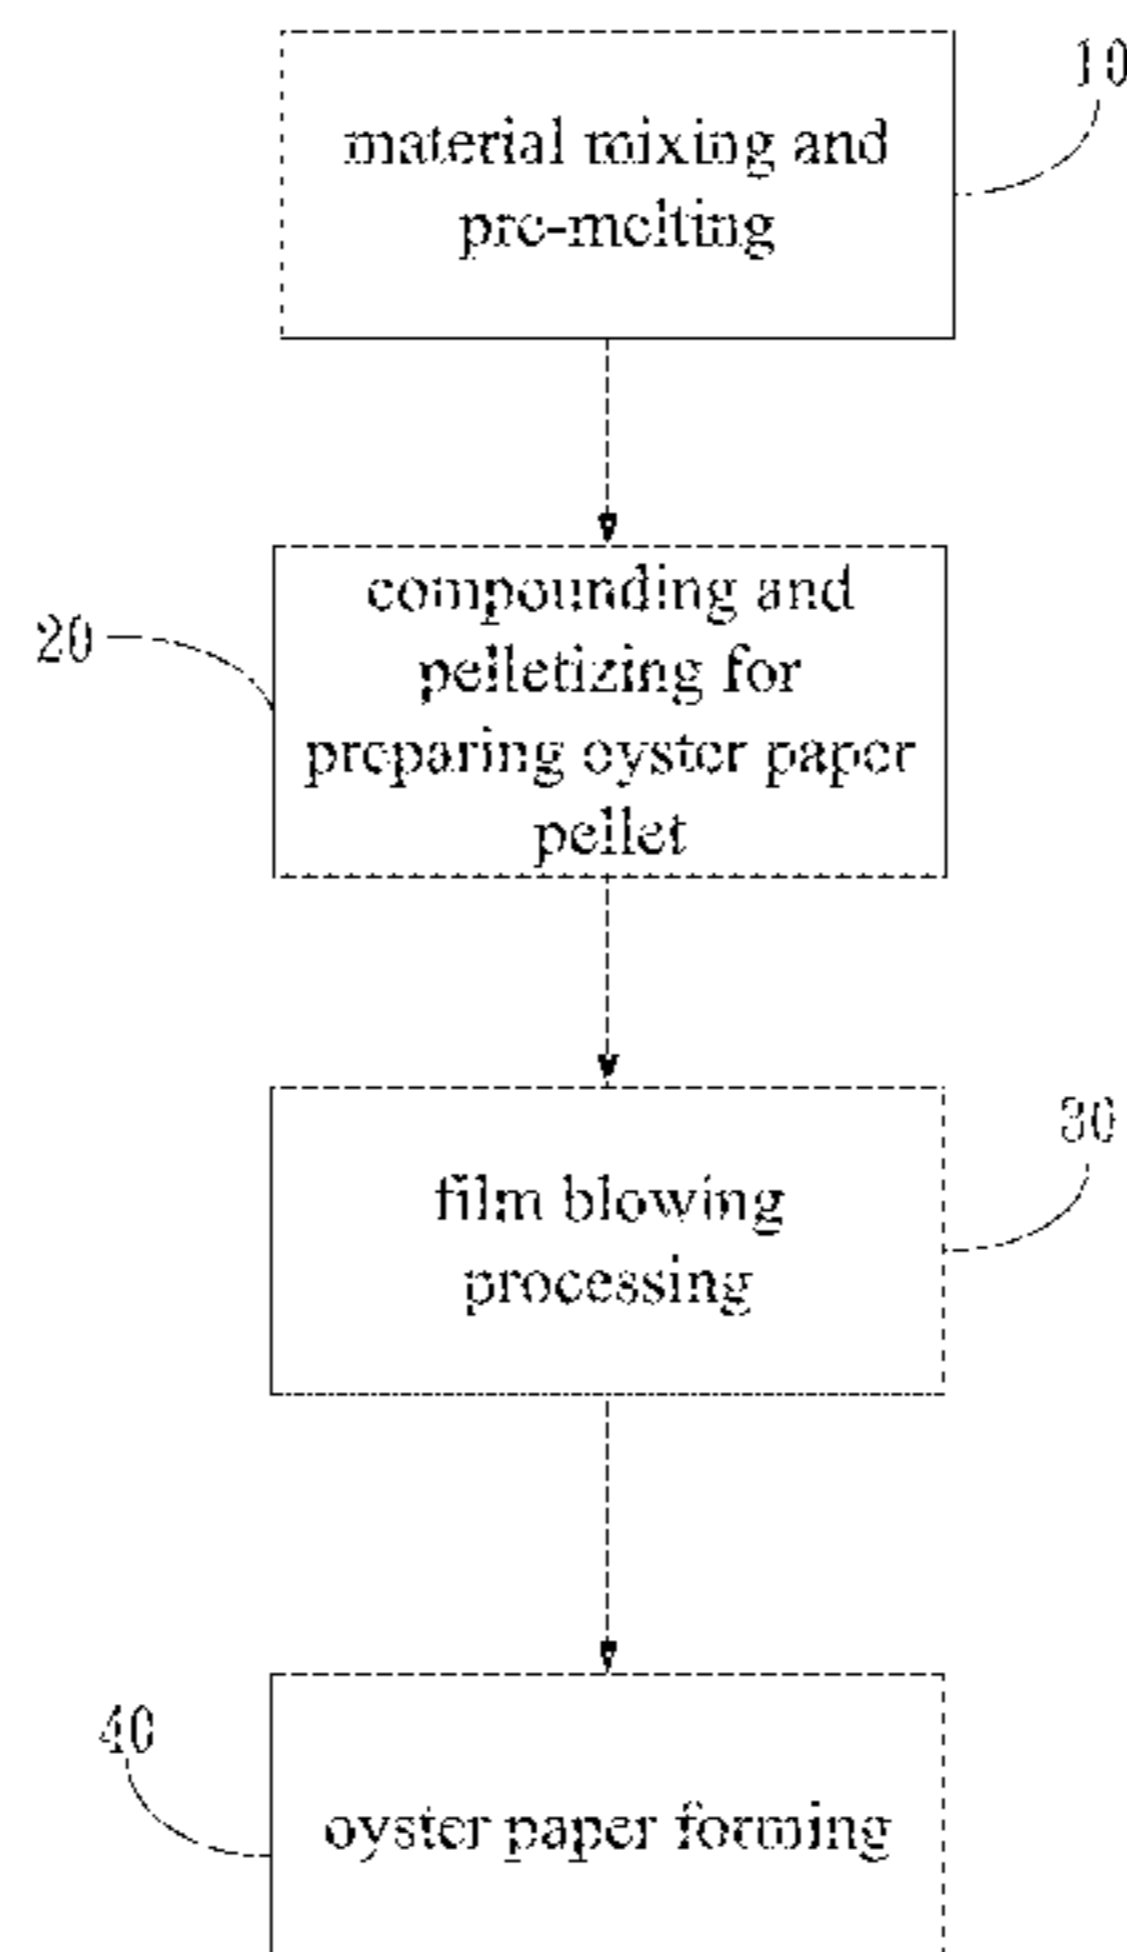 10
material mixing and
pre-melting
compounding and
20
pelletizing for
preparing oyster paper
pellet
30
film blowing
processing
40
oyster paper forming